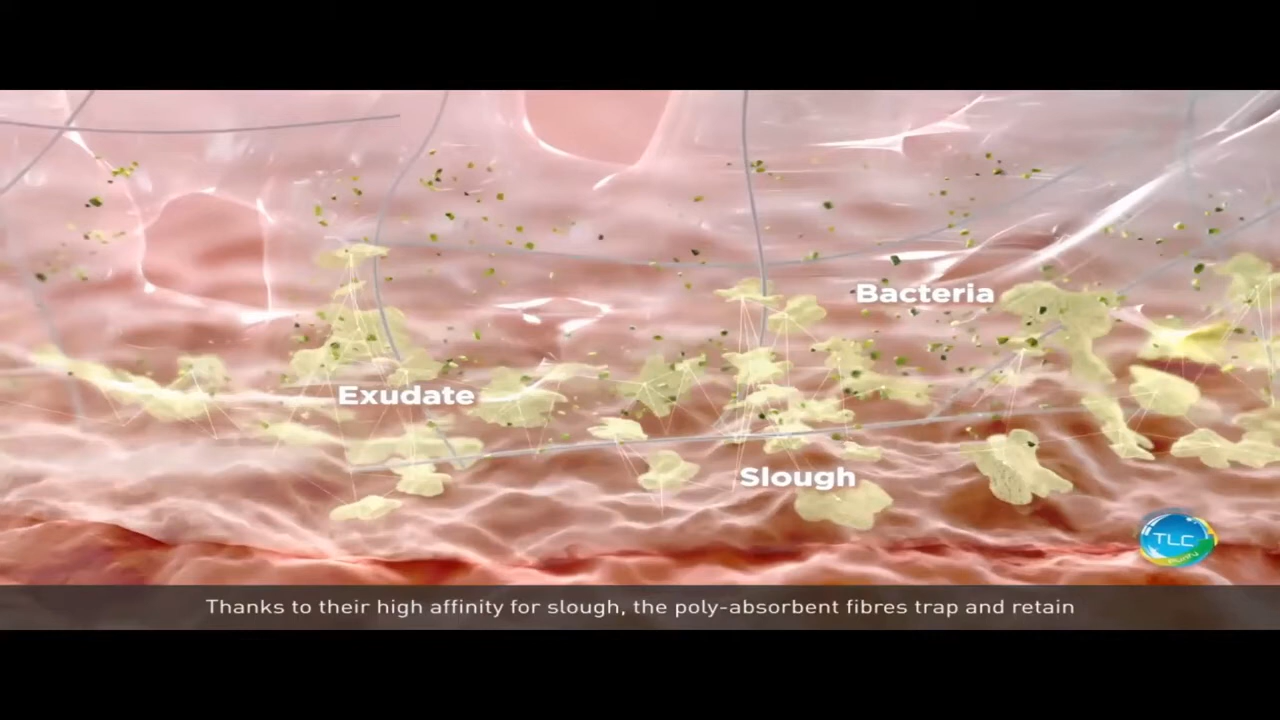 Bacteria
Exudate
Slough
TLC
Thanks to their high affinity for slough, the poly-absorbent fibres trap and retain